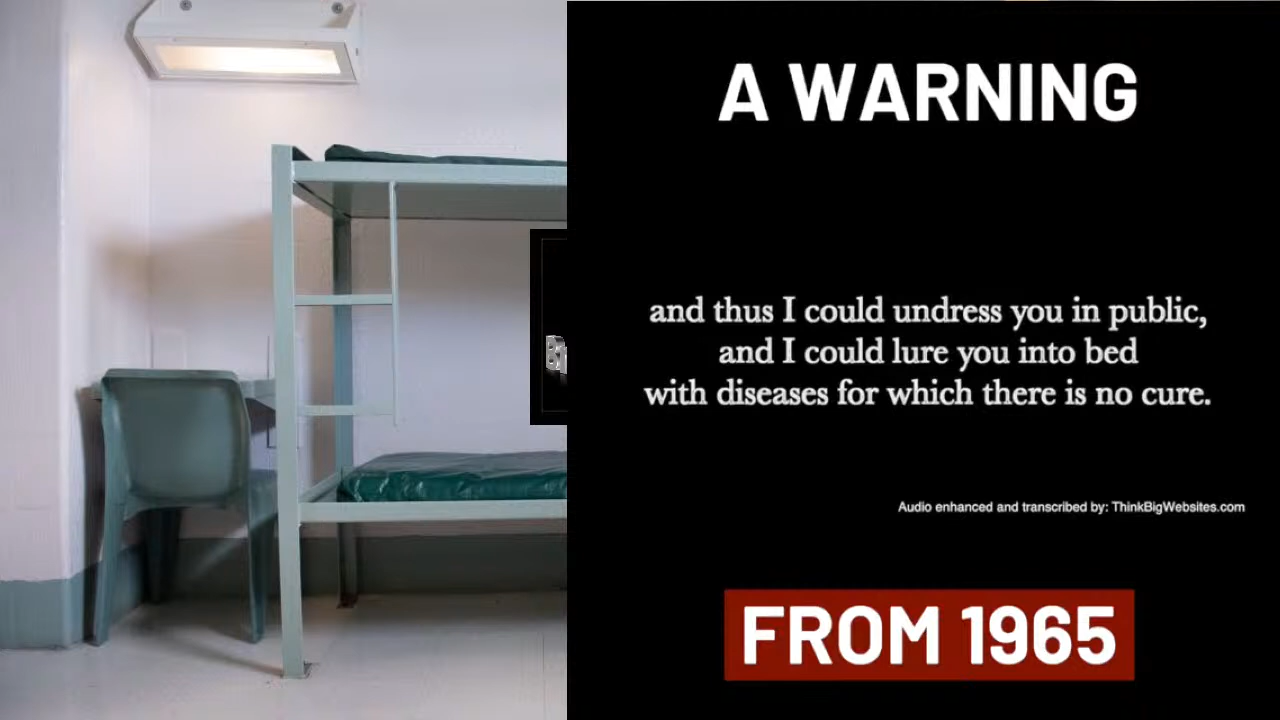 A WARNING
and thus I could undress you in public,
and I could lure you into bed
with diseases for which there is no cure.
Audio enhanced and transcribed by: ThinkBigWebsites.com
FROM 1965